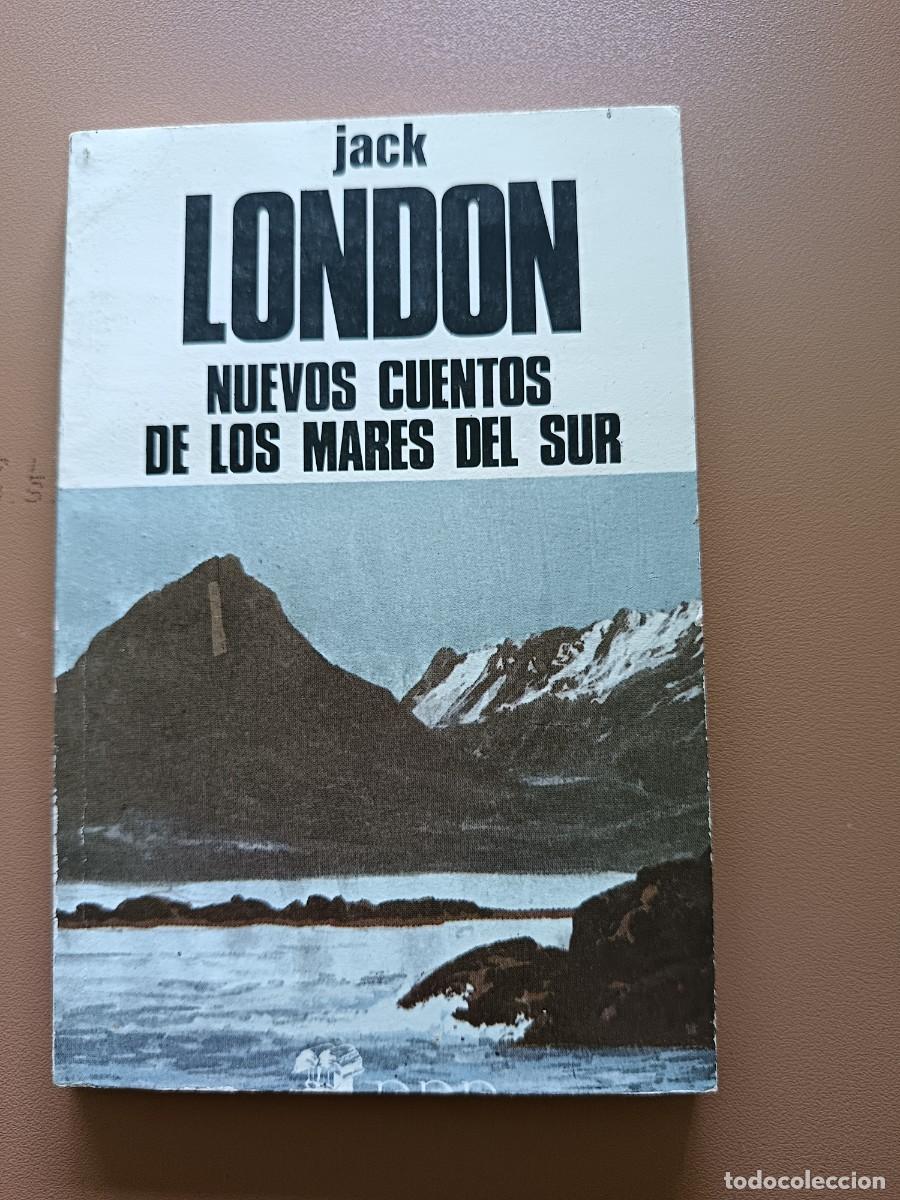 jack
LONDON
NUEVOS CUENTOS
DE LOS MARES DEL SUR
todocoleccion